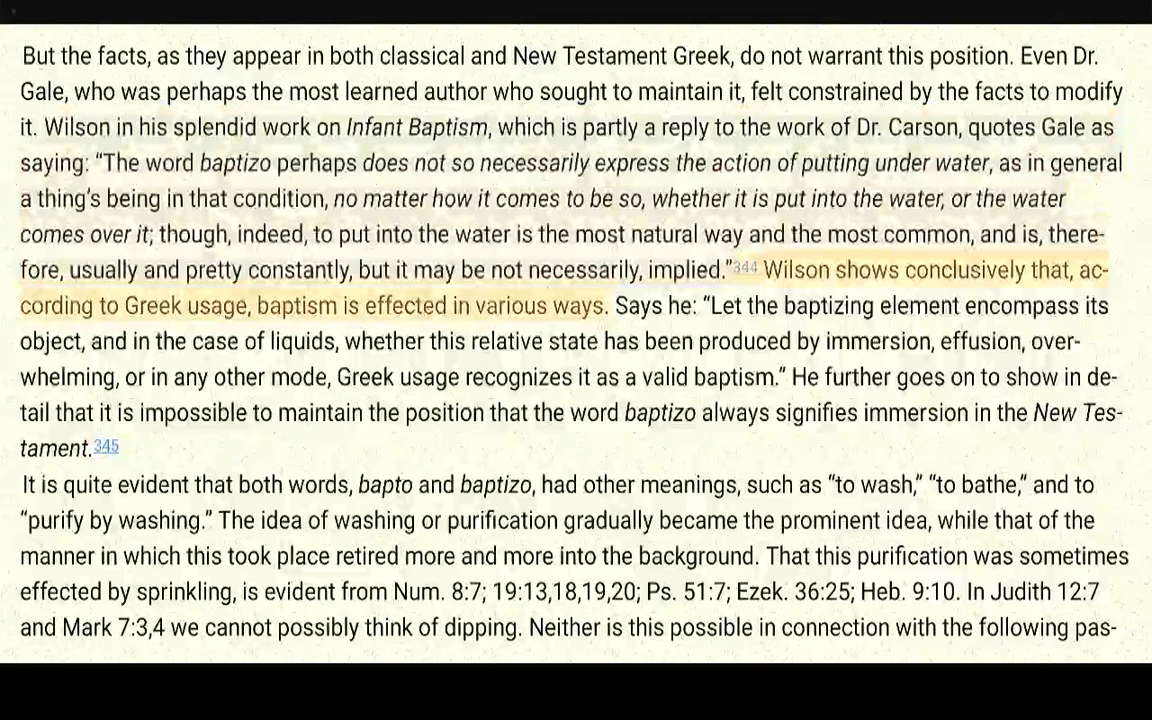 But the facts, as they appear in both classical and New Testament Greek, do not warrant this position. Even Dr.
Gale, who was perhaps the most learned author who sought to maintain it, felt constrained by the facts to modify
it. Wilson in his splendid work on Infant Baptism, which is partly a reply to the work of Dr. Carson, quotes Gale as
saying: “The word baptizo perhaps does not so necessarily express the action of putting under water, as in general
a thing’s being in that condition, no matter how it comes to be so, whether it is put into the water, or the water
comes over it; though, indeed, to put into the water is the most natural way and the most common, and is, there-
fore, usually and pretty constantly, but it may be not necessarily, implied.”344 Wilson shows conclusively that, ac-
cording to Greek usage, baptism is effected in various ways. Says he: “Let the baptizing element encompass its
object, and in the case of liquids, whether this relative state has been produced by immersion, effusion, over-
whelming, or in any other mode, Greek usage recognizes it as a valid baptism.” He further goes on to show in de-
tail that it is impossible to maintain the position that the word baptizo always signifies immersion in the New Tes-
tament.345
It is quite evident that both words, bapto and baptizo, had other meanings, such as “to wash,” “to bathe,” and to
“purify by washing.” The idea of washing or purification gradually became the prominent idea, while that of the
manner in which this took place retired more and more into the background. That this purification was sometimes
effected by sprinkling, is evident from Num. 8:7; 19:13,18,19,20; Ps. 51:7; Ezek. 36:25; Heb. 9:10. In Judith 12:7
and Mark 7:3,4 we cannot possibly think of dipping. Neither is this possible in connection with the following pas-